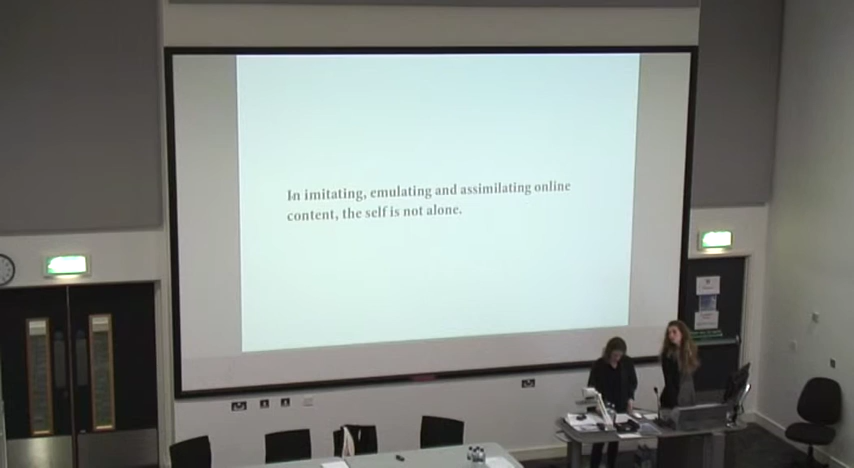 In imitating, emulating and assimilating online
content, the self is not alone.